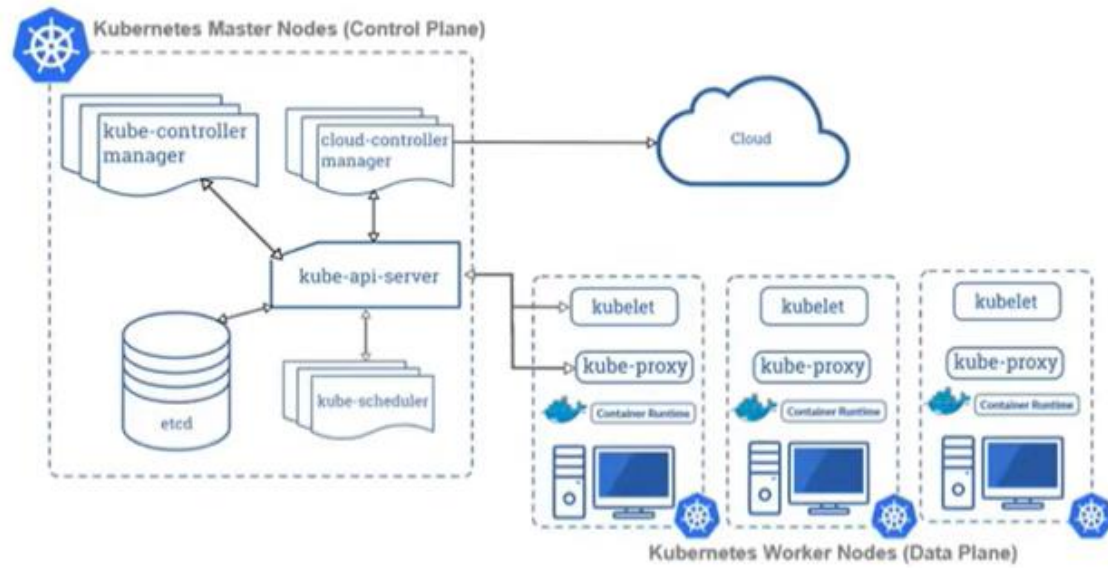 Kubernetes Master Nodes (Control Plane)
kube-controller
manager
cloud-controller
manager
Cloud
kube-api-server
etcd
kube-scheduler
kubelet
kube-proxy
Container Runtime
kubelet
kube-proxy
Container Runtime
kubelet
kube-proxy
Container Runtime
Kubernetes Worker Nodes (Data Plane)